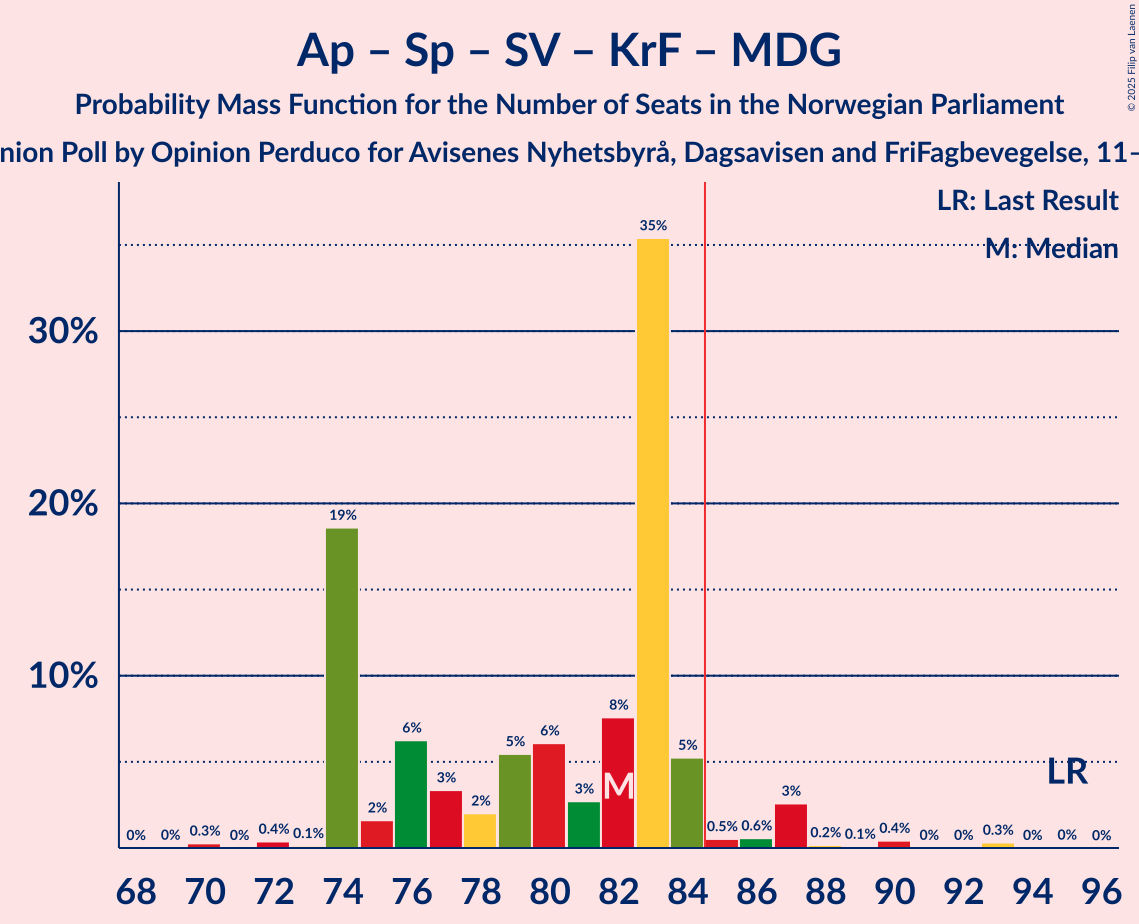 Ap – Sp – SV – KrF – MDG
Probability Mass Function for the Number of Seats in the Norwegian Parliament
nion Poll by Opinion Perduco for Avisenes Nyhetsbyrå, Dagsavisen and FriFagbevegelse, 11–
© 2025 Filip van Laenen
LR: Last Result
M: Median
30%
20%
10%
0% 0% 0.3% 0% 0.4% 0.1% 19% 2% 6% 3% 2% 5% 6% 3% 8% 35% 5% 0.5% 0.6% 3% 0.2% 0.1% 0.4% 0% 0% 0.3% 0% 0% 0%
M
LR
68 70 72 74 76 78 80 82 84 86 88 90 92 94 96